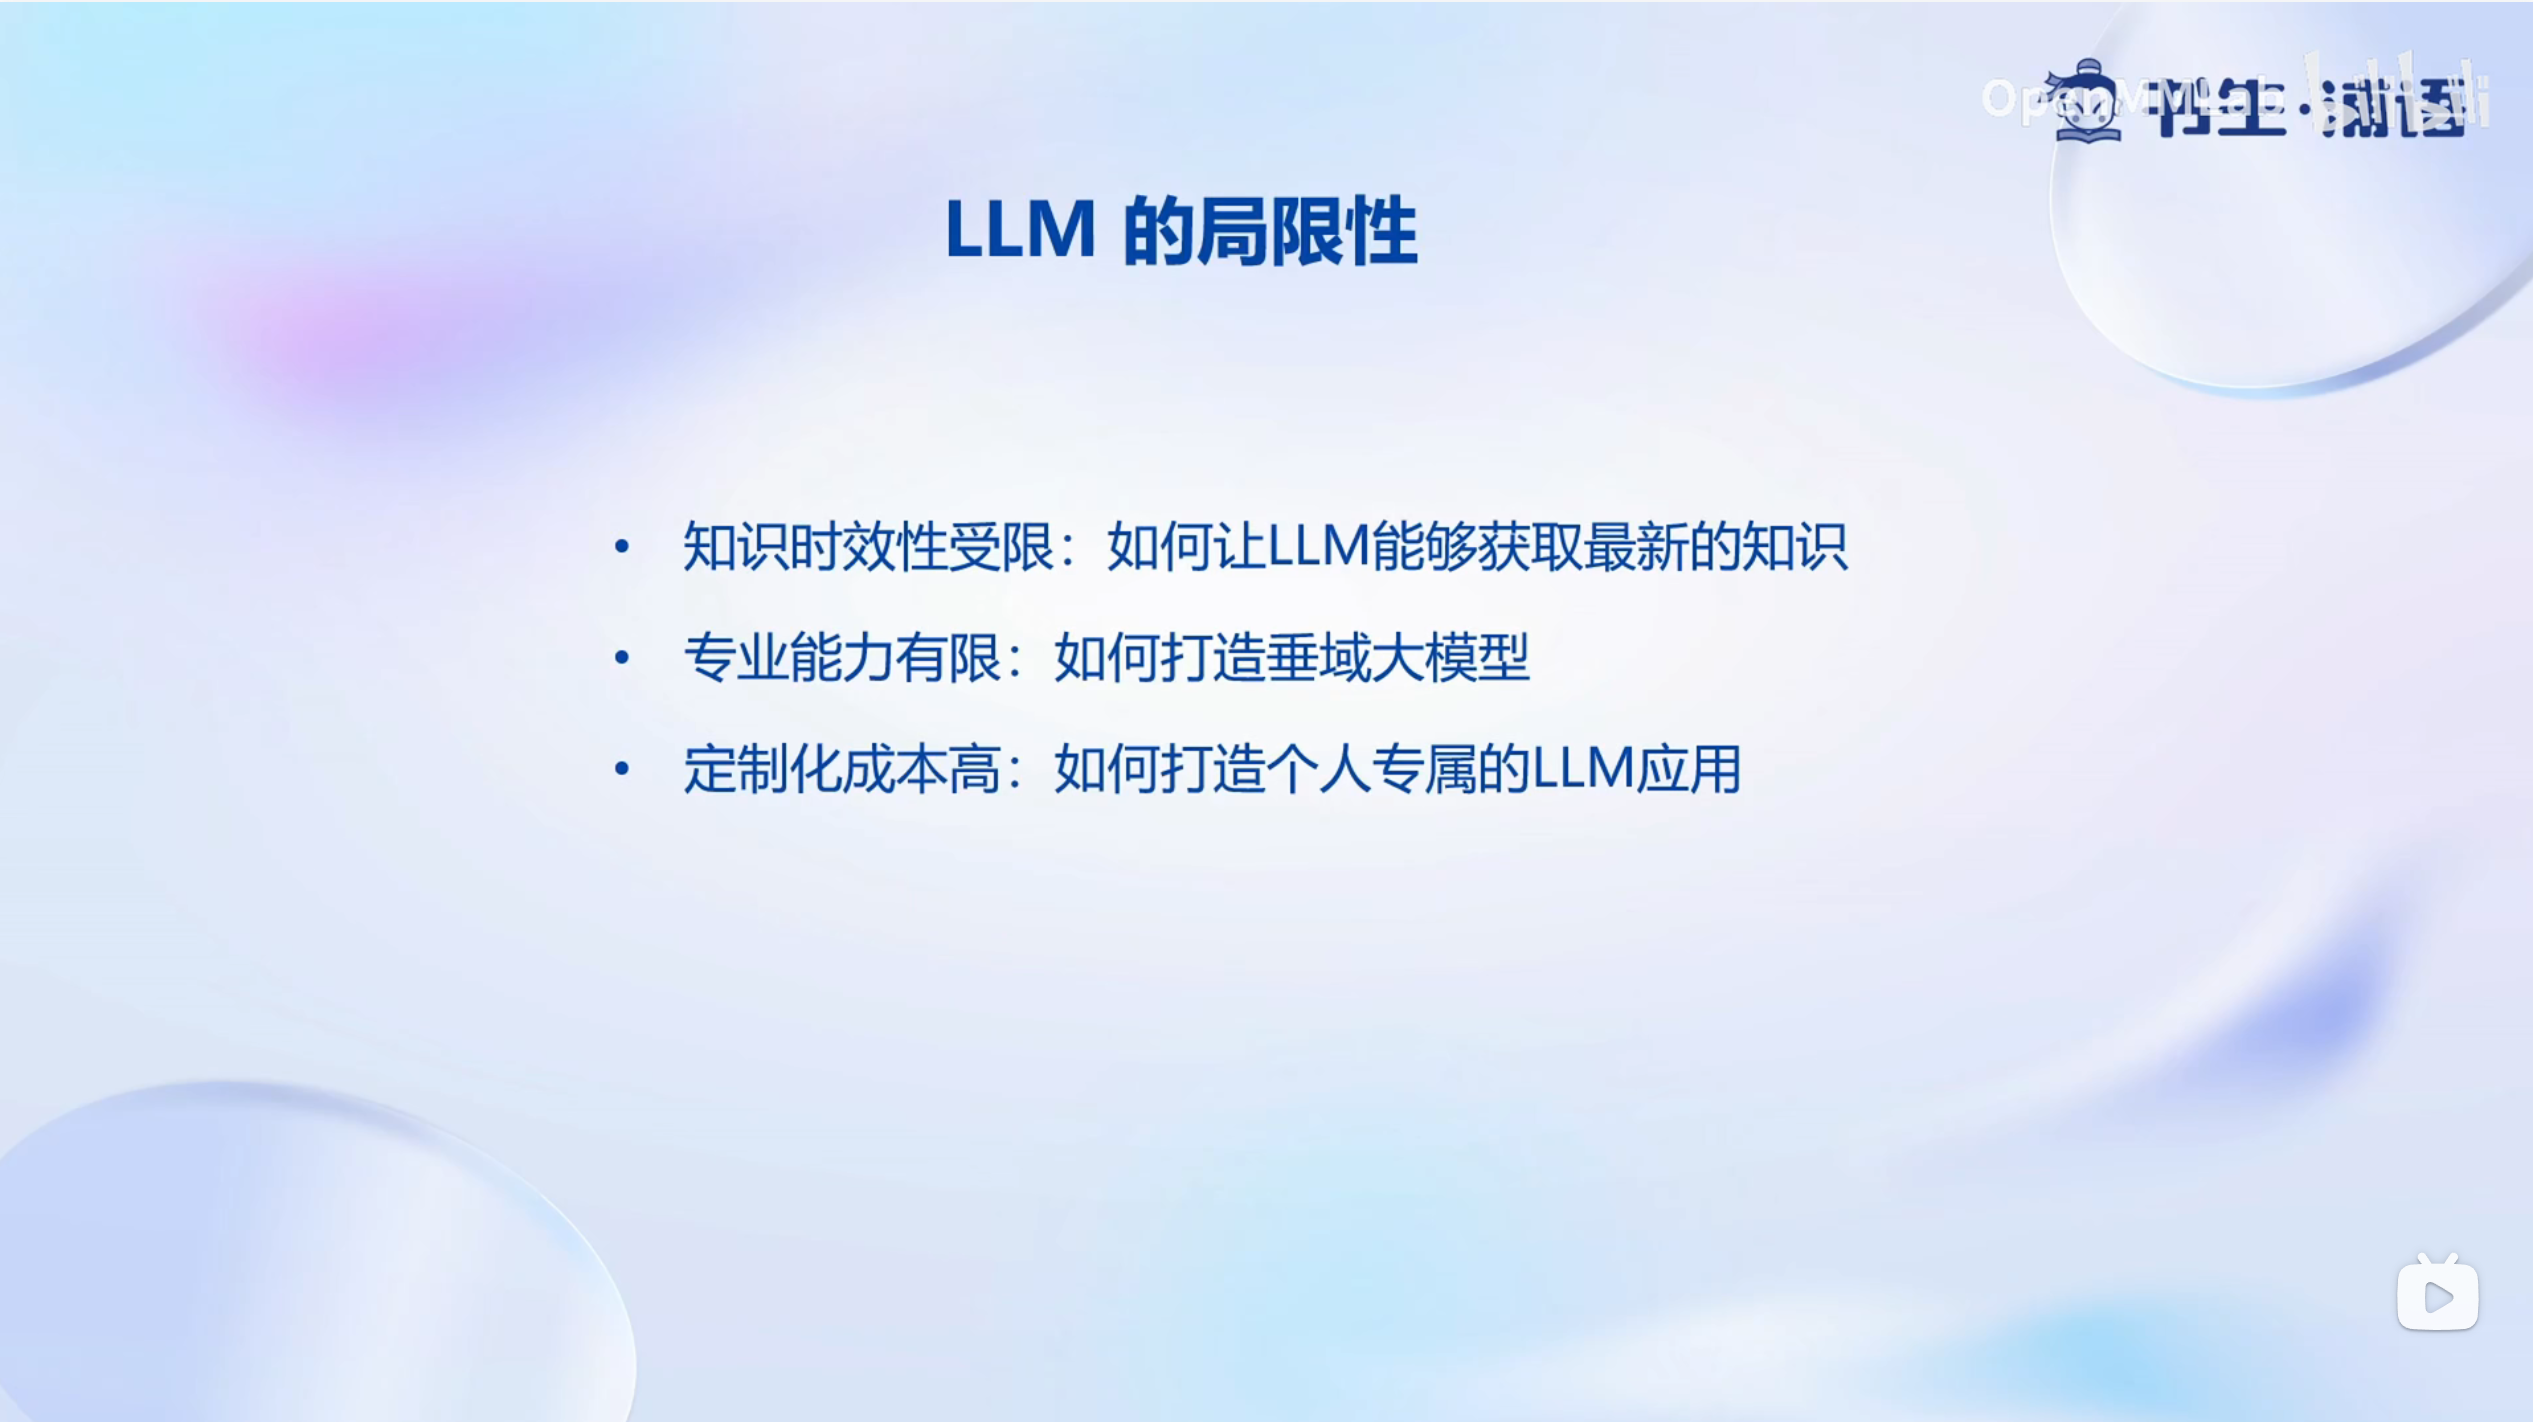 OpenMMLab bilibili
书生·浦语
LLM 的局限性
• 知识时效性受限：如何让LLM能够获取最新的知识
• 专业能力有限：如何打造垂域大模型
• 定制化成本高：如何打造个人专属的LLM应用